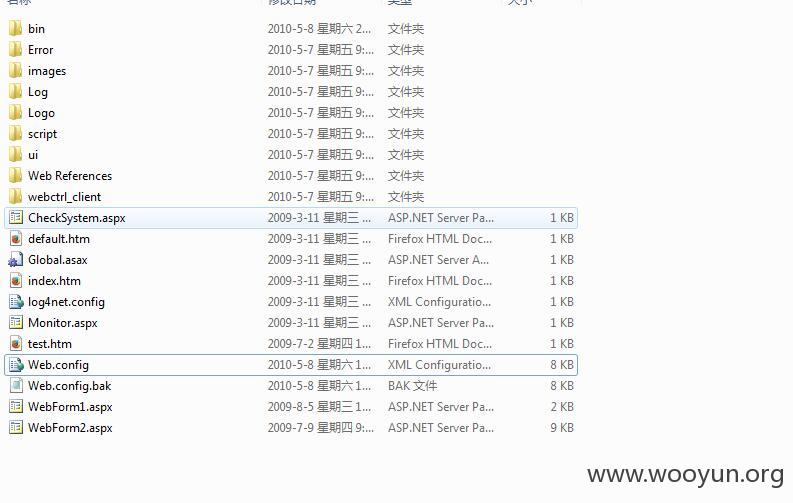 名称 修改日期 类型 大小
bin 2010-5-8 星期六 2... 文件夹
Error 2010-5-7 星期五 9:... 文件夹
images 2010-5-7 星期五 9:... 文件夹
Log 2010-5-7 星期五 9:... 文件夹
Logo 2010-5-7 星期五 9:... 文件夹
script 2010-5-7 星期五 9:... 文件夹
ui 2010-5-7 星期五 9:... 文件夹
Web References 2010-5-7 星期五 9:... 文件夹
webctrl_client 2010-5-7 星期五 9:... 文件夹
CheckSystem.aspx 2009-3-11 星期三 ... ASP.NET Server Pa... 1 KB
default.htm 2009-3-11 星期三 ... Firefox HTML Doc... 1 KB
Global.asax 2009-3-11 星期三 ... ASP.NET Server A... 1 KB
index.htm 2009-3-11 星期三 ... Firefox HTML Doc... 1 KB
log4net.config 2009-3-11 星期三 ... XML Configuratio... 1 KB
Monitor.aspx 2009-3-11 星期三 ... ASP.NET Server Pa... 1 KB
test.htm 2009-7-2 星期四 1... Firefox HTML Doc... 1 KB
Web.config 2010-5-8 星期六 1... XML Configuratio... 8 KB
Web.config.bak 2010-5-8 星期六 1... BAK 文件 8 KB
WebForm1.aspx 2009-8-5 星期三 1... ASP.NET Server Pa... 2 KB
WebForm2.aspx 2009-7-9 星期四 9:... ASP.NET Server Pa... 9 KB
www.wooyun.org